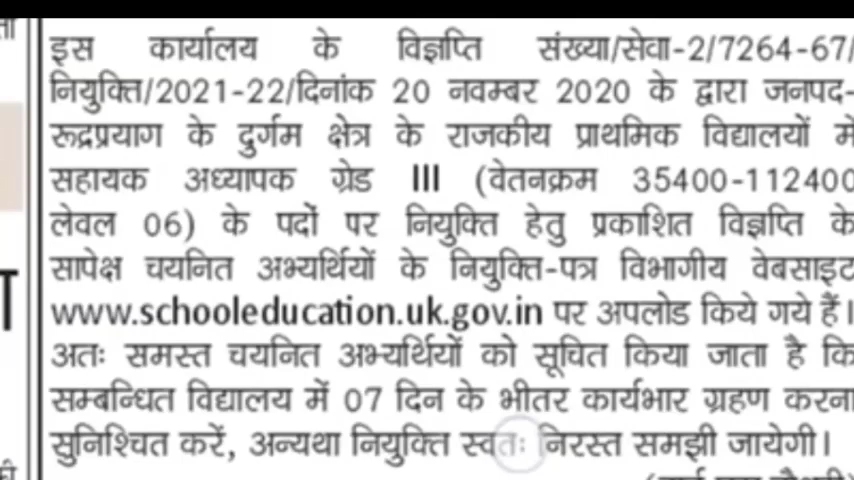 इस कार्यालय के विज्ञप्ति संख्या/सेवा-2/7264-67/
नियुक्ति/2021-22/दिनांक 20 नवम्बर 2020 के द्वारा जनपद-
रूद्रप्रयाग के दुर्गम क्षेत्र के राजकीय प्राथमिक विद्यालयों में
सहायक अध्यापक ग्रेड III (वेतनक्रम 35400-112400
लेवल 06) के पदों पर नियुक्ति हेतु प्रकाशित विज्ञप्ति के
सापेक्ष चयनित अभ्यर्थियों के नियुक्ति-पत्र विभागीय वेबसाइट
www.schooleducation.uk.gov.in पर अपलोड किये गये हैं।
अतः समस्त चयनित अभ्यर्थियों को सूचित किया जाता है कि
सम्बन्धित विद्यालय में 07 दिन के भीतर कार्यभार ग्रहण करना
सुनिश्चित करें, अन्यथा नियुक्ति स्वतः निरस्त समझी जायेगी।